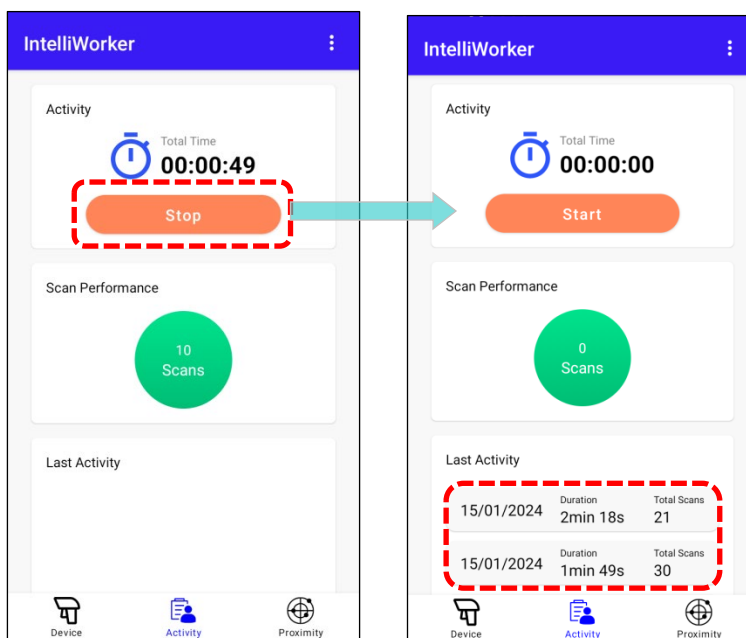 IntelliWorker
Activity
Total Time
00:00:49
Stop
Scan Performance
10
Scans
Last Activity
Device
Activity
Proximity
IntelliWorker
Activity
Total Time
00:00:00
Start
Scan Performance
0
Scans
Last Activity
15/01/2024 Duration 2min 18s Total Scans 21
15/01/2024 Duration 1min 49s Total Scans 30
Device
Activity
Proximity